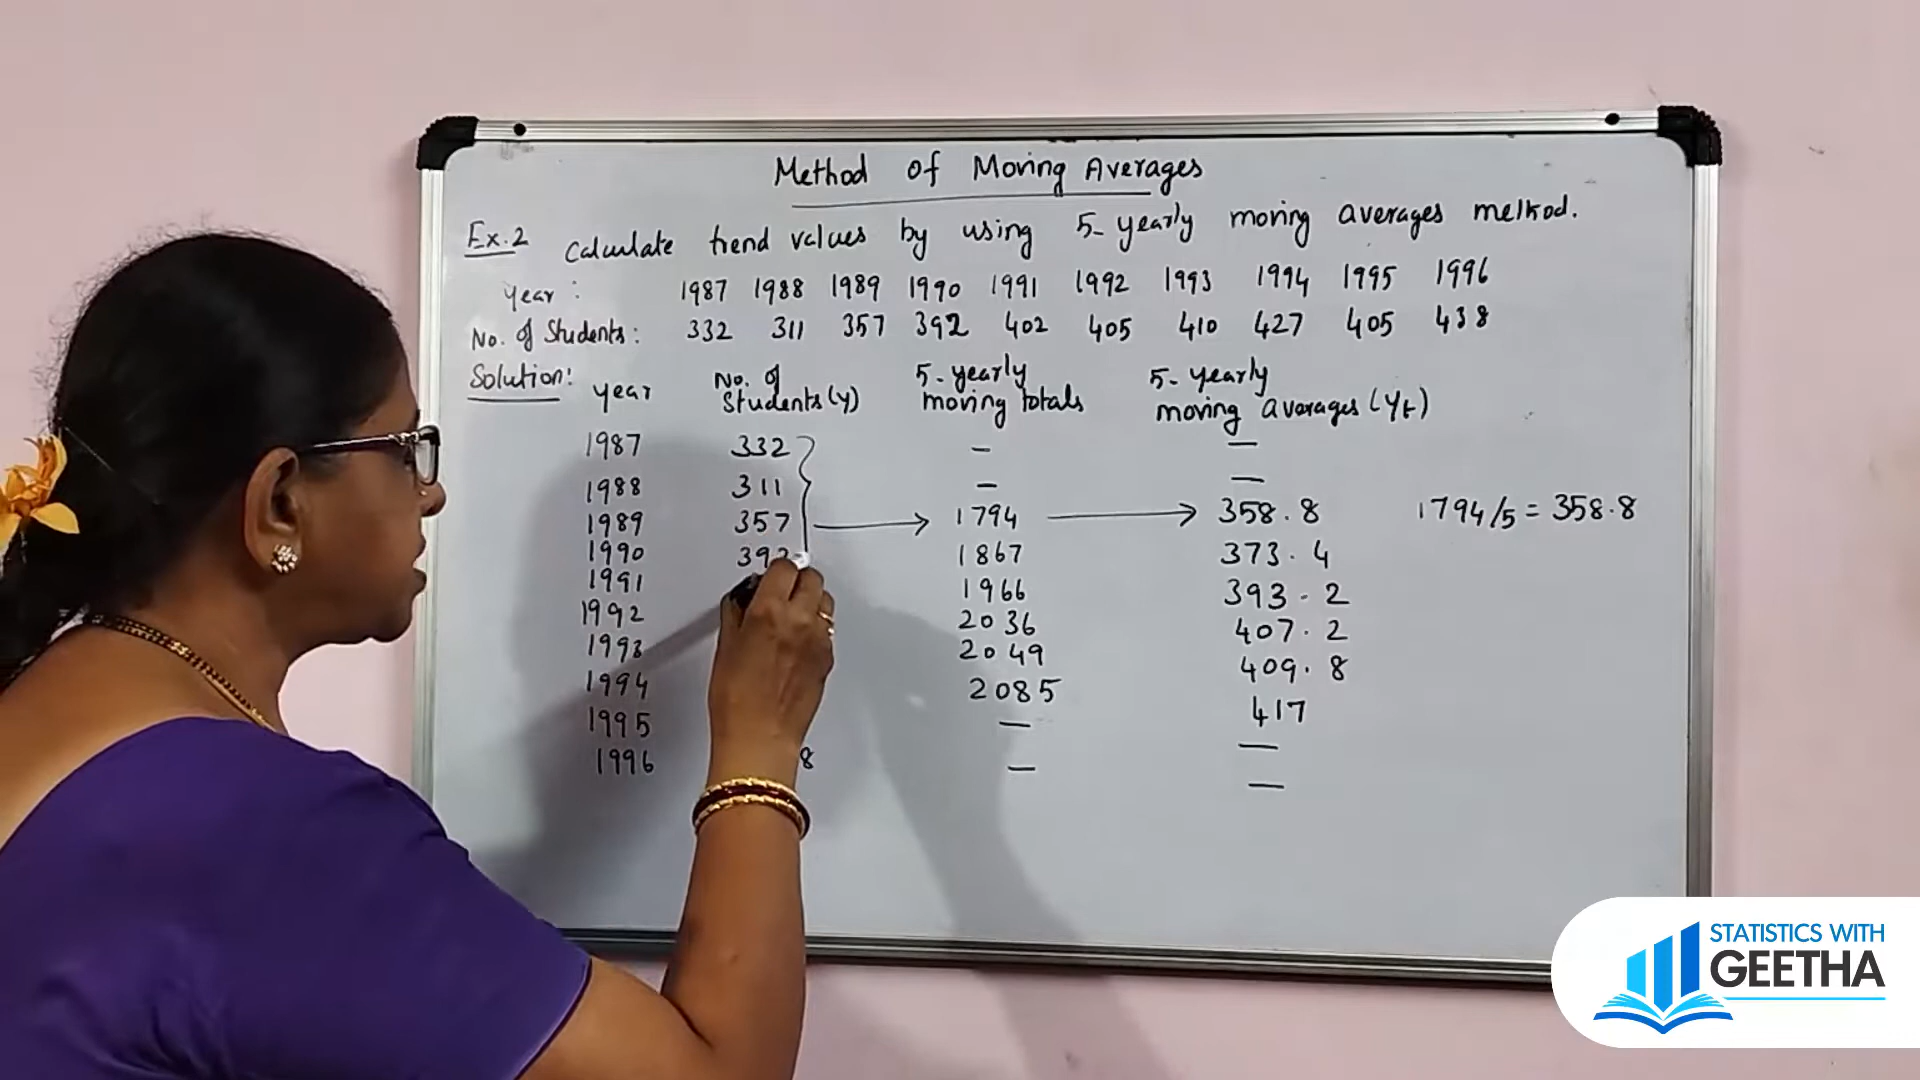 Method of Moving Averages
Ex.2 Calculate trend values by using 5-yearly moving averages method.
year : 1987 1988 1989 1990 1991 1992 1993 1994 1995 1996
No. of Students: 332 311 357 392 402 405 410 427 405 438
Solution: year No. of Students (y) 5-yearly moving totals 5-yearly moving averages (yt)
1987 332 — —
1988 311 — —
1989 357 1794 358.8 1794/5 = 358.8
1990 392 1867 373.4
1991 1966 393.2
1992 2036 407.2
1993 2049 409.8
1994 2085 417
1995 — —
1996 8 — —
STATISTICS WITH
GEETHA